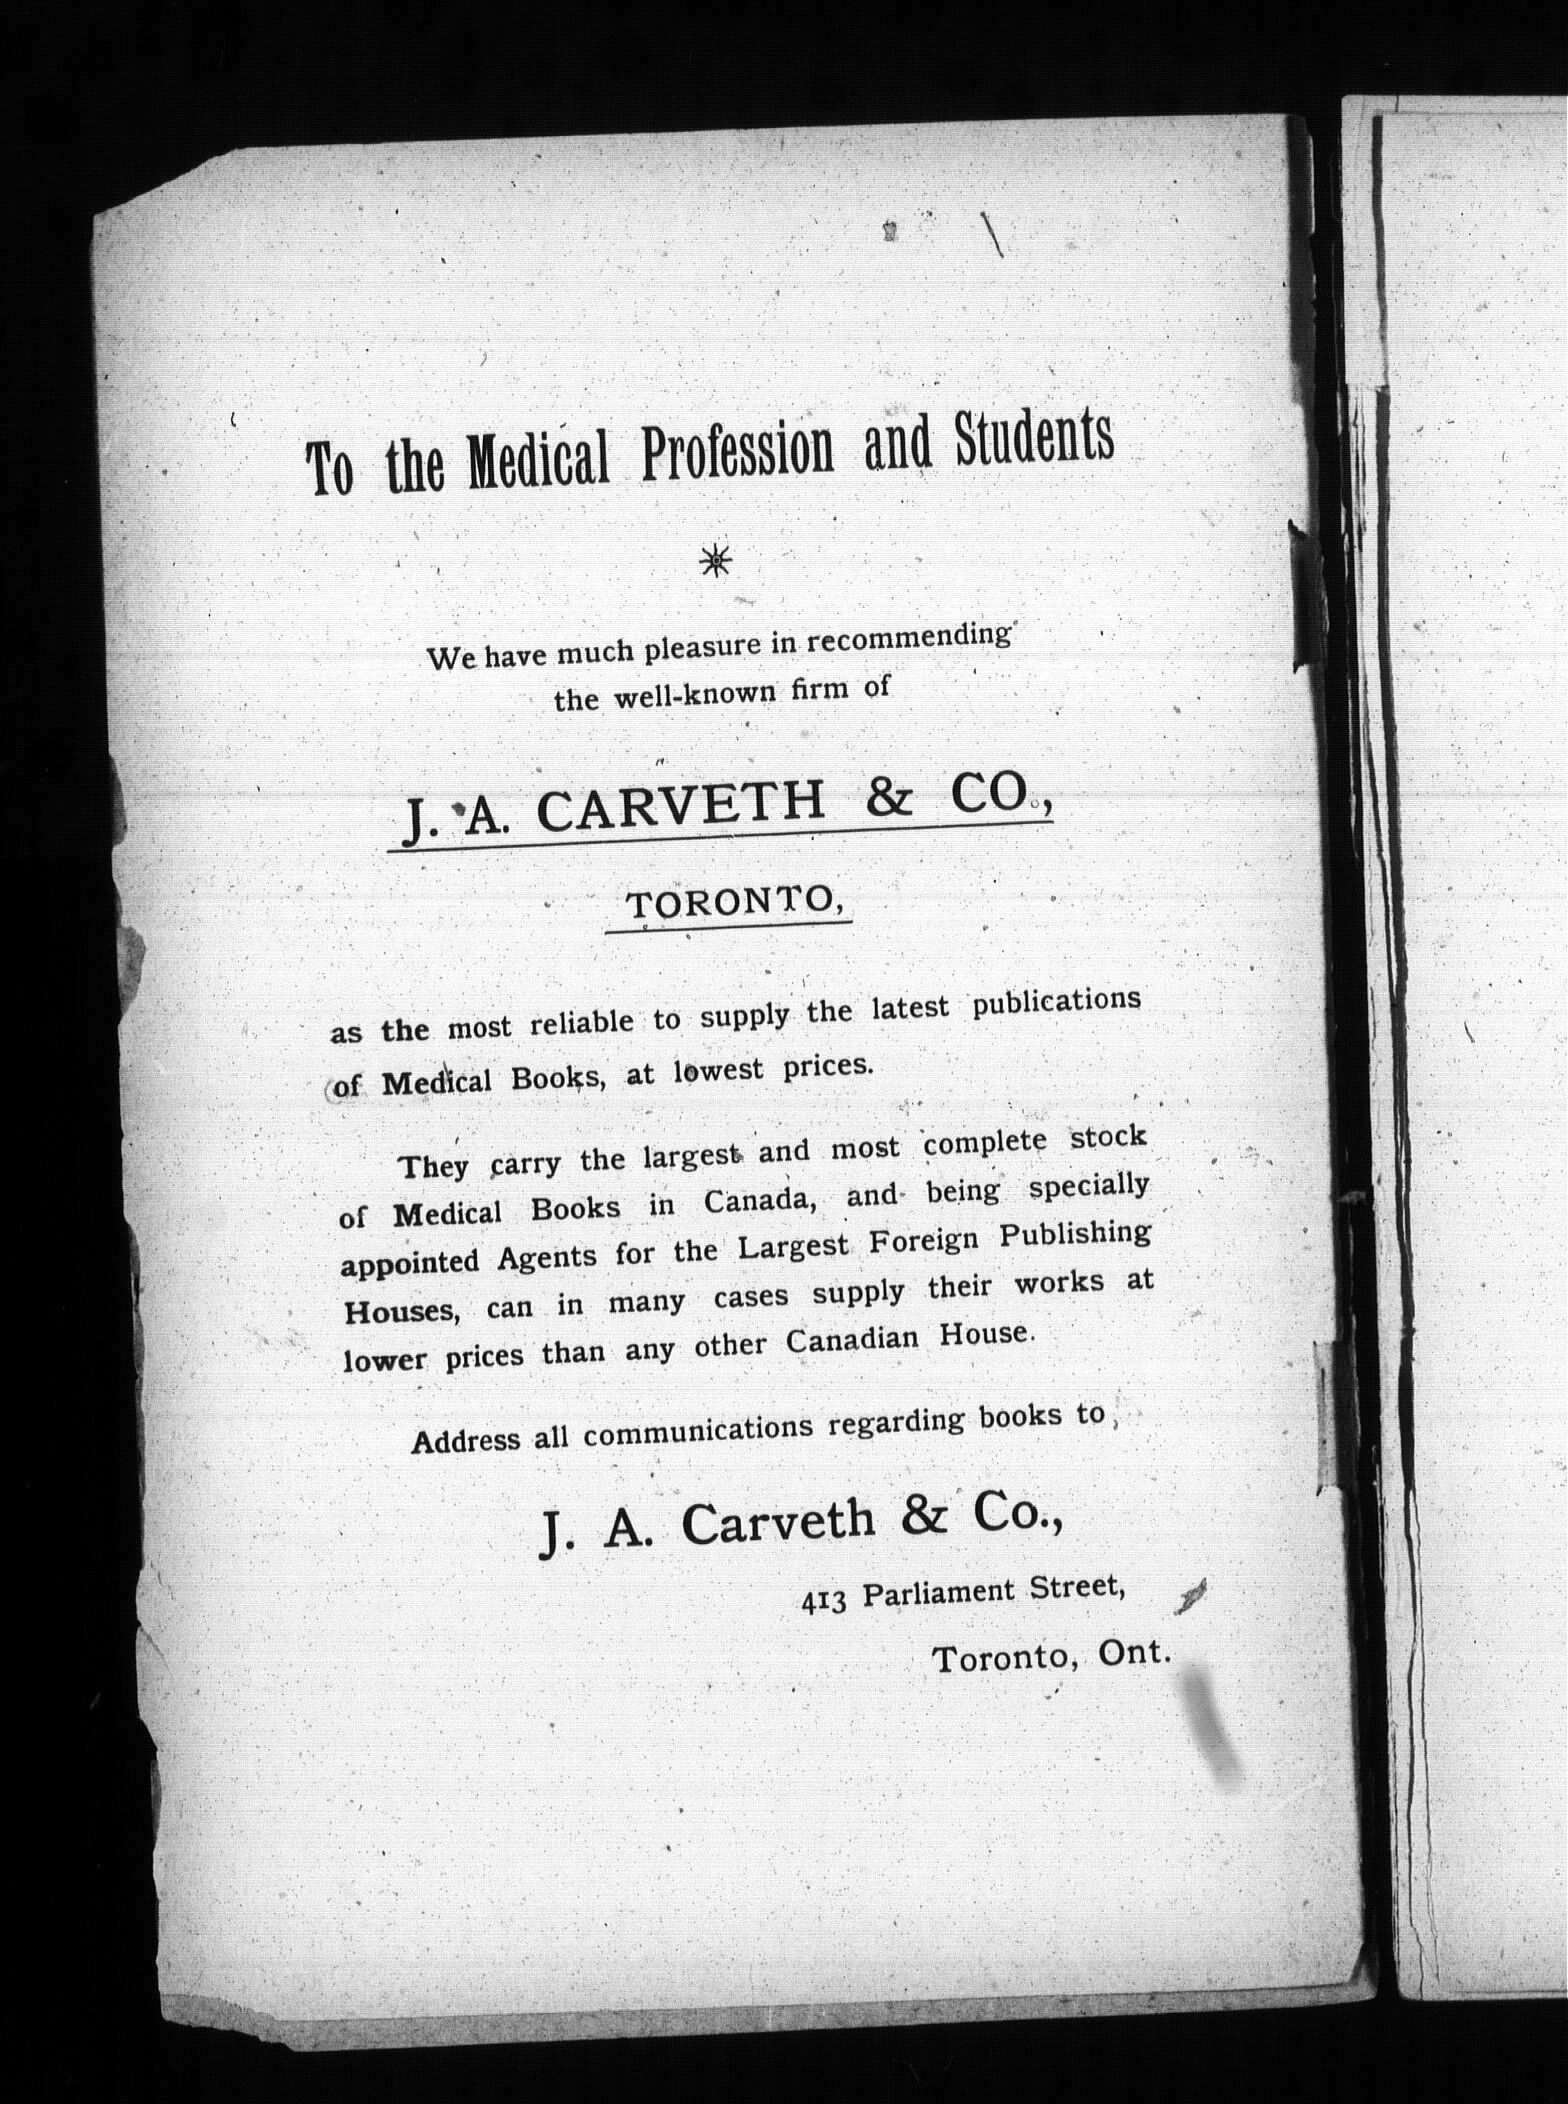 To the Medical Profession and Students
We have much pleasure in recommending
the well-known firm of
J. A. CARVETH & CO.,
TORONTO,
as the most reliable to supply the latest publications
of Medical Books, at lowest prices.
They carry the largest and most complete stock
of Medical Books in Canada, and being specially
appointed Agents for the Largest Foreign Publishing
Houses, can in many cases supply their works at
lower prices than any other Canadian House.
Address all communications regarding books to,
J. A. Carveth & Co.,
413 Parliament Street,
Toronto, Ont.